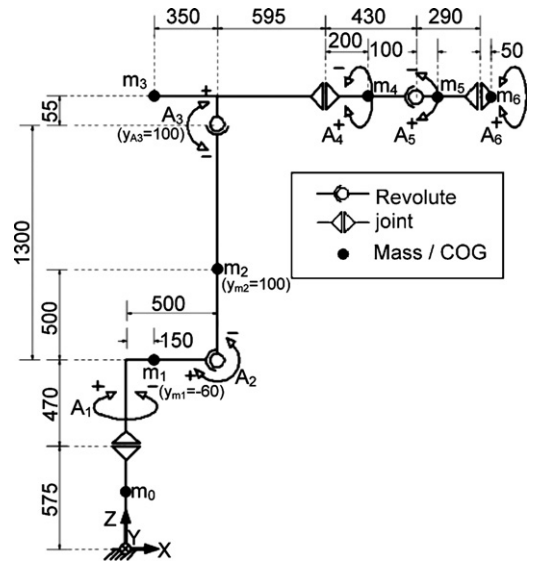 350 595 430 290
200 100 50
m3 + - m4 - m5 m6
A3
(yA3=100)
-
+ A4 + A5 + A6
55
1300
Revolute
joint
Mass / COG
m2
(ym2=100)
500
500
150
-
m1 + A2
(ym1=-60)
+ -
A1
470
m0
575
Z
Y
X